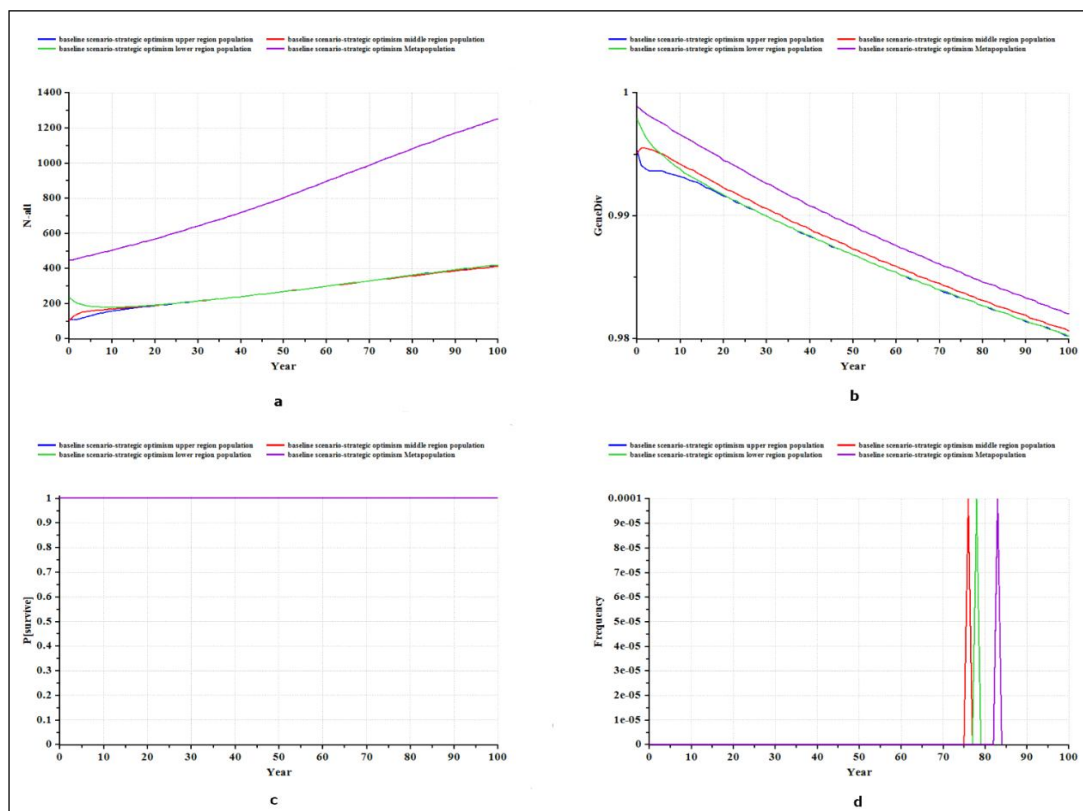 baseline scenario-strategic optimism upper region population baseline scenario-strategic optimism middle region population
baseline scenario-strategic optimism lower region population baseline scenario-strategic optimism Metapopulation
1400
1200
1000
800
600
400
200
0
N-all
0 10 20 30 40 50 60 70 80 90 100
Year
a
baseline scenario-strategic optimism upper region population baseline scenario-strategic optimism middle region population
baseline scenario-strategic optimism lower region population baseline scenario-strategic optimism Metapopulation
1
0.99
0.98
GeneDiv
0 10 20 30 40 50 60 70 80 90 100
Year
b
baseline scenario-strategic optimism upper region population baseline scenario-strategic optimism middle region population
baseline scenario-strategic optimism lower region population baseline scenario-strategic optimism Metapopulation
1
0.9
0.8
0.7
0.6
0.5
0.4
0.3
0.2
0.1
0
P[survive]
0 10 20 30 40 50 60 70 80 90 100
Year
c
baseline scenario-strategic optimism upper region population baseline scenario-strategic optimism middle region population
baseline scenario-strategic optimism lower region population baseline scenario-strategic optimism Metapopulation
0.0001
9e-05
8e-05
7e-05
6e-05
5e-05
4e-05
3e-05
2e-05
1e-05
0
Frequency
0 10 20 30 40 50 60 70 80 90 100
Year
d